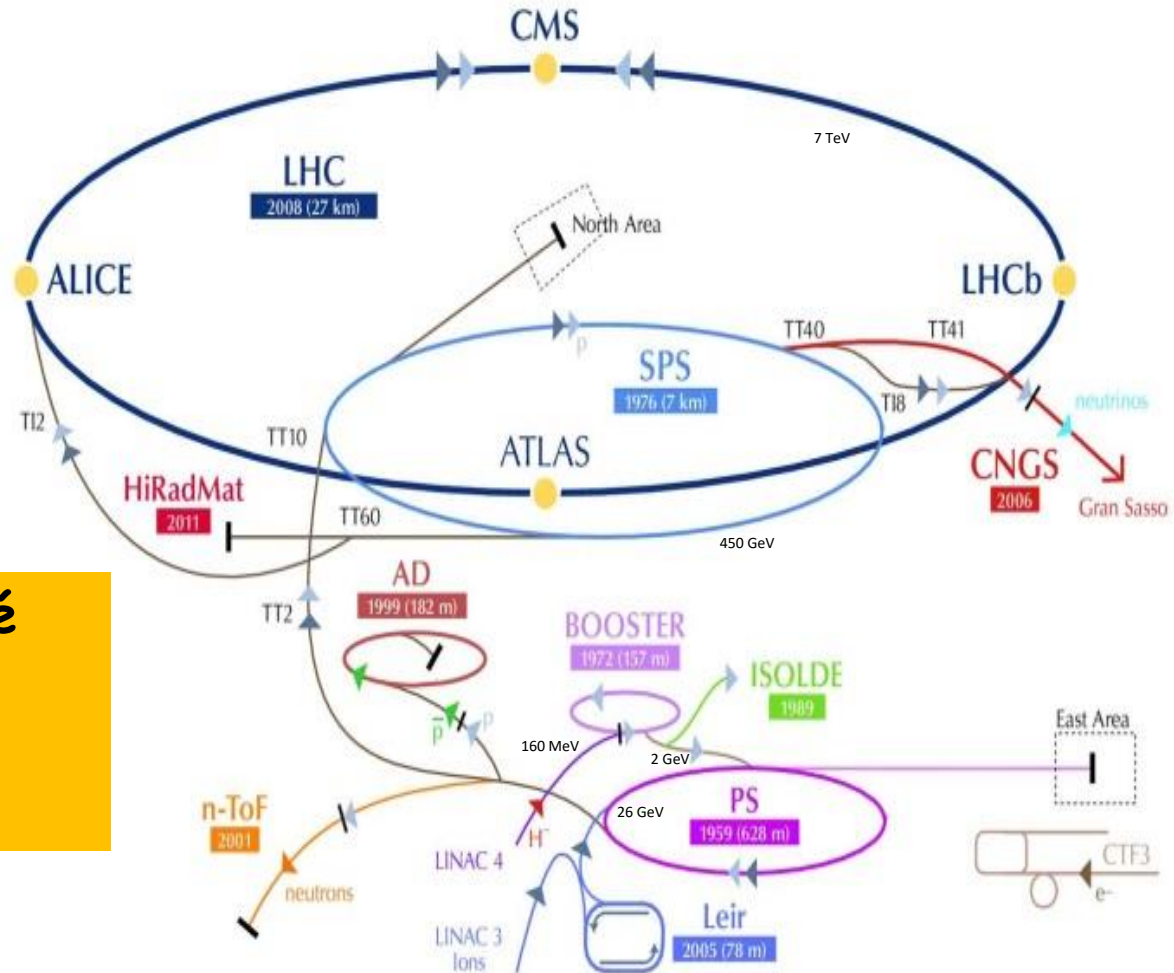 CMS
7 TeV
LHC
2008 (27 km)
North Area
ALICE
LHCb
TT40
TT41
p
SPS
1976 (7 km)
TI8
neutrinos
TI2
TT10
ATLAS
CNGS
2006
Gran Sasso
HiRadMat
2011
TT60
450 GeV
é
AD
1999 (182 m)
TT2
BOOSTER
1972 (157 m)
ISOLDE
1989
East Area
p̅
p
160 MeV
2 GeV
n-ToF
2001
26 GeV
PS
1959 (628 m)
H⁻
LINAC 4
CTF3
e-
neutrons
Leir
2005 (78 m)
LINAC 3
Ions